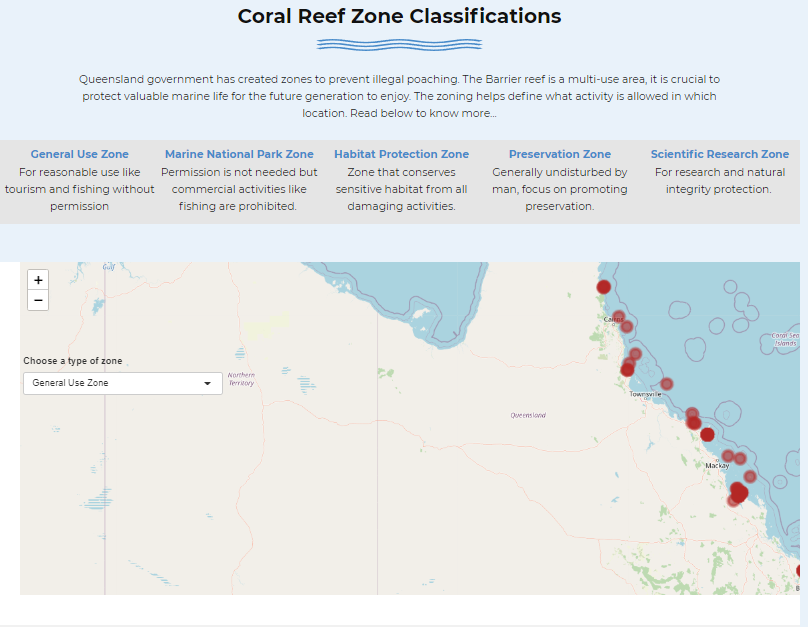 Coral Reef Zone Classifications
Queensland government has created zones to prevent illegal poaching. The Barrier reef is a multi-use area, it is crucial to
protect valuable marine life for the future generation to enjoy. The zoning helps define what activity is allowed in which
location. Read below to know more...
General Use Zone
For reasonable use like
tourism and fishing without
permission
Marine National Park Zone
Permission is not needed but
commercial activities like
fishing are prohibited.
Habitat Protection Zone
Zone that conserves
sensitive habitat from all
damaging activities.
Preservation Zone
Generally undisturbed by
man, focus on promoting
preservation.
Scientific Research Zone
For research and natural
integrity protection.
+
−
Gulf
Choose a type of zone
General Use Zone
Northern
Territory
Queensland
Cairns
Townsville
Mackay
Coral Sea
Islands